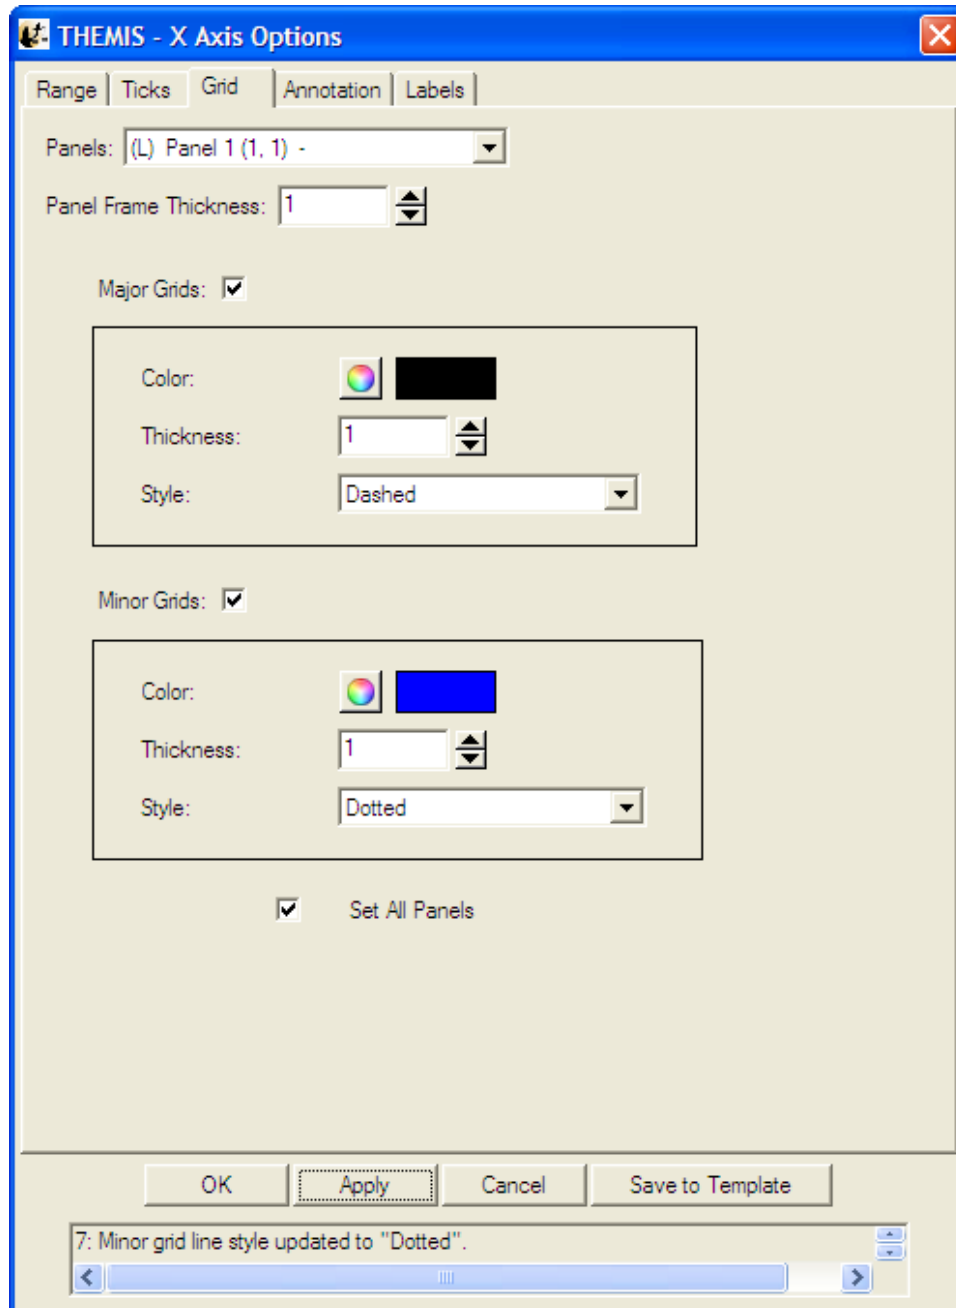 THEMIS - X Axis Options
Range Ticks Grid Annotation Labels
Panels: (L) Panel 1 (1, 1) -
Panel Frame Thickness: 1
Major Grids:
Color:
Thickness: 1
Style: Dashed
Minor Grids:
Color:
Thickness: 1
Style: Dotted
Set All Panels
OK Apply Cancel Save to Template
7: Minor grid line style updated to "Dotted".